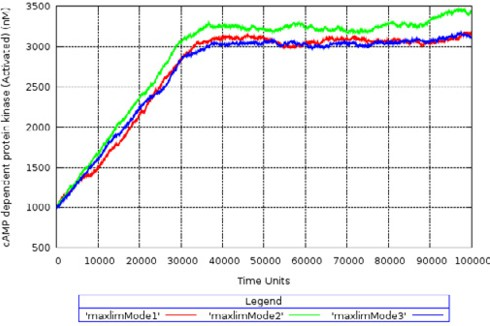 cAMP dependent protein kinase (Activated) (nM)
3500
3000
2500
2000
1500
1000
500
0 10000 20000 30000 40000 50000 60000 70000 80000 90000 100000
Time Units
Legend
'maxlimMode1' 'maxlimMode2' 'maxlimMode3'